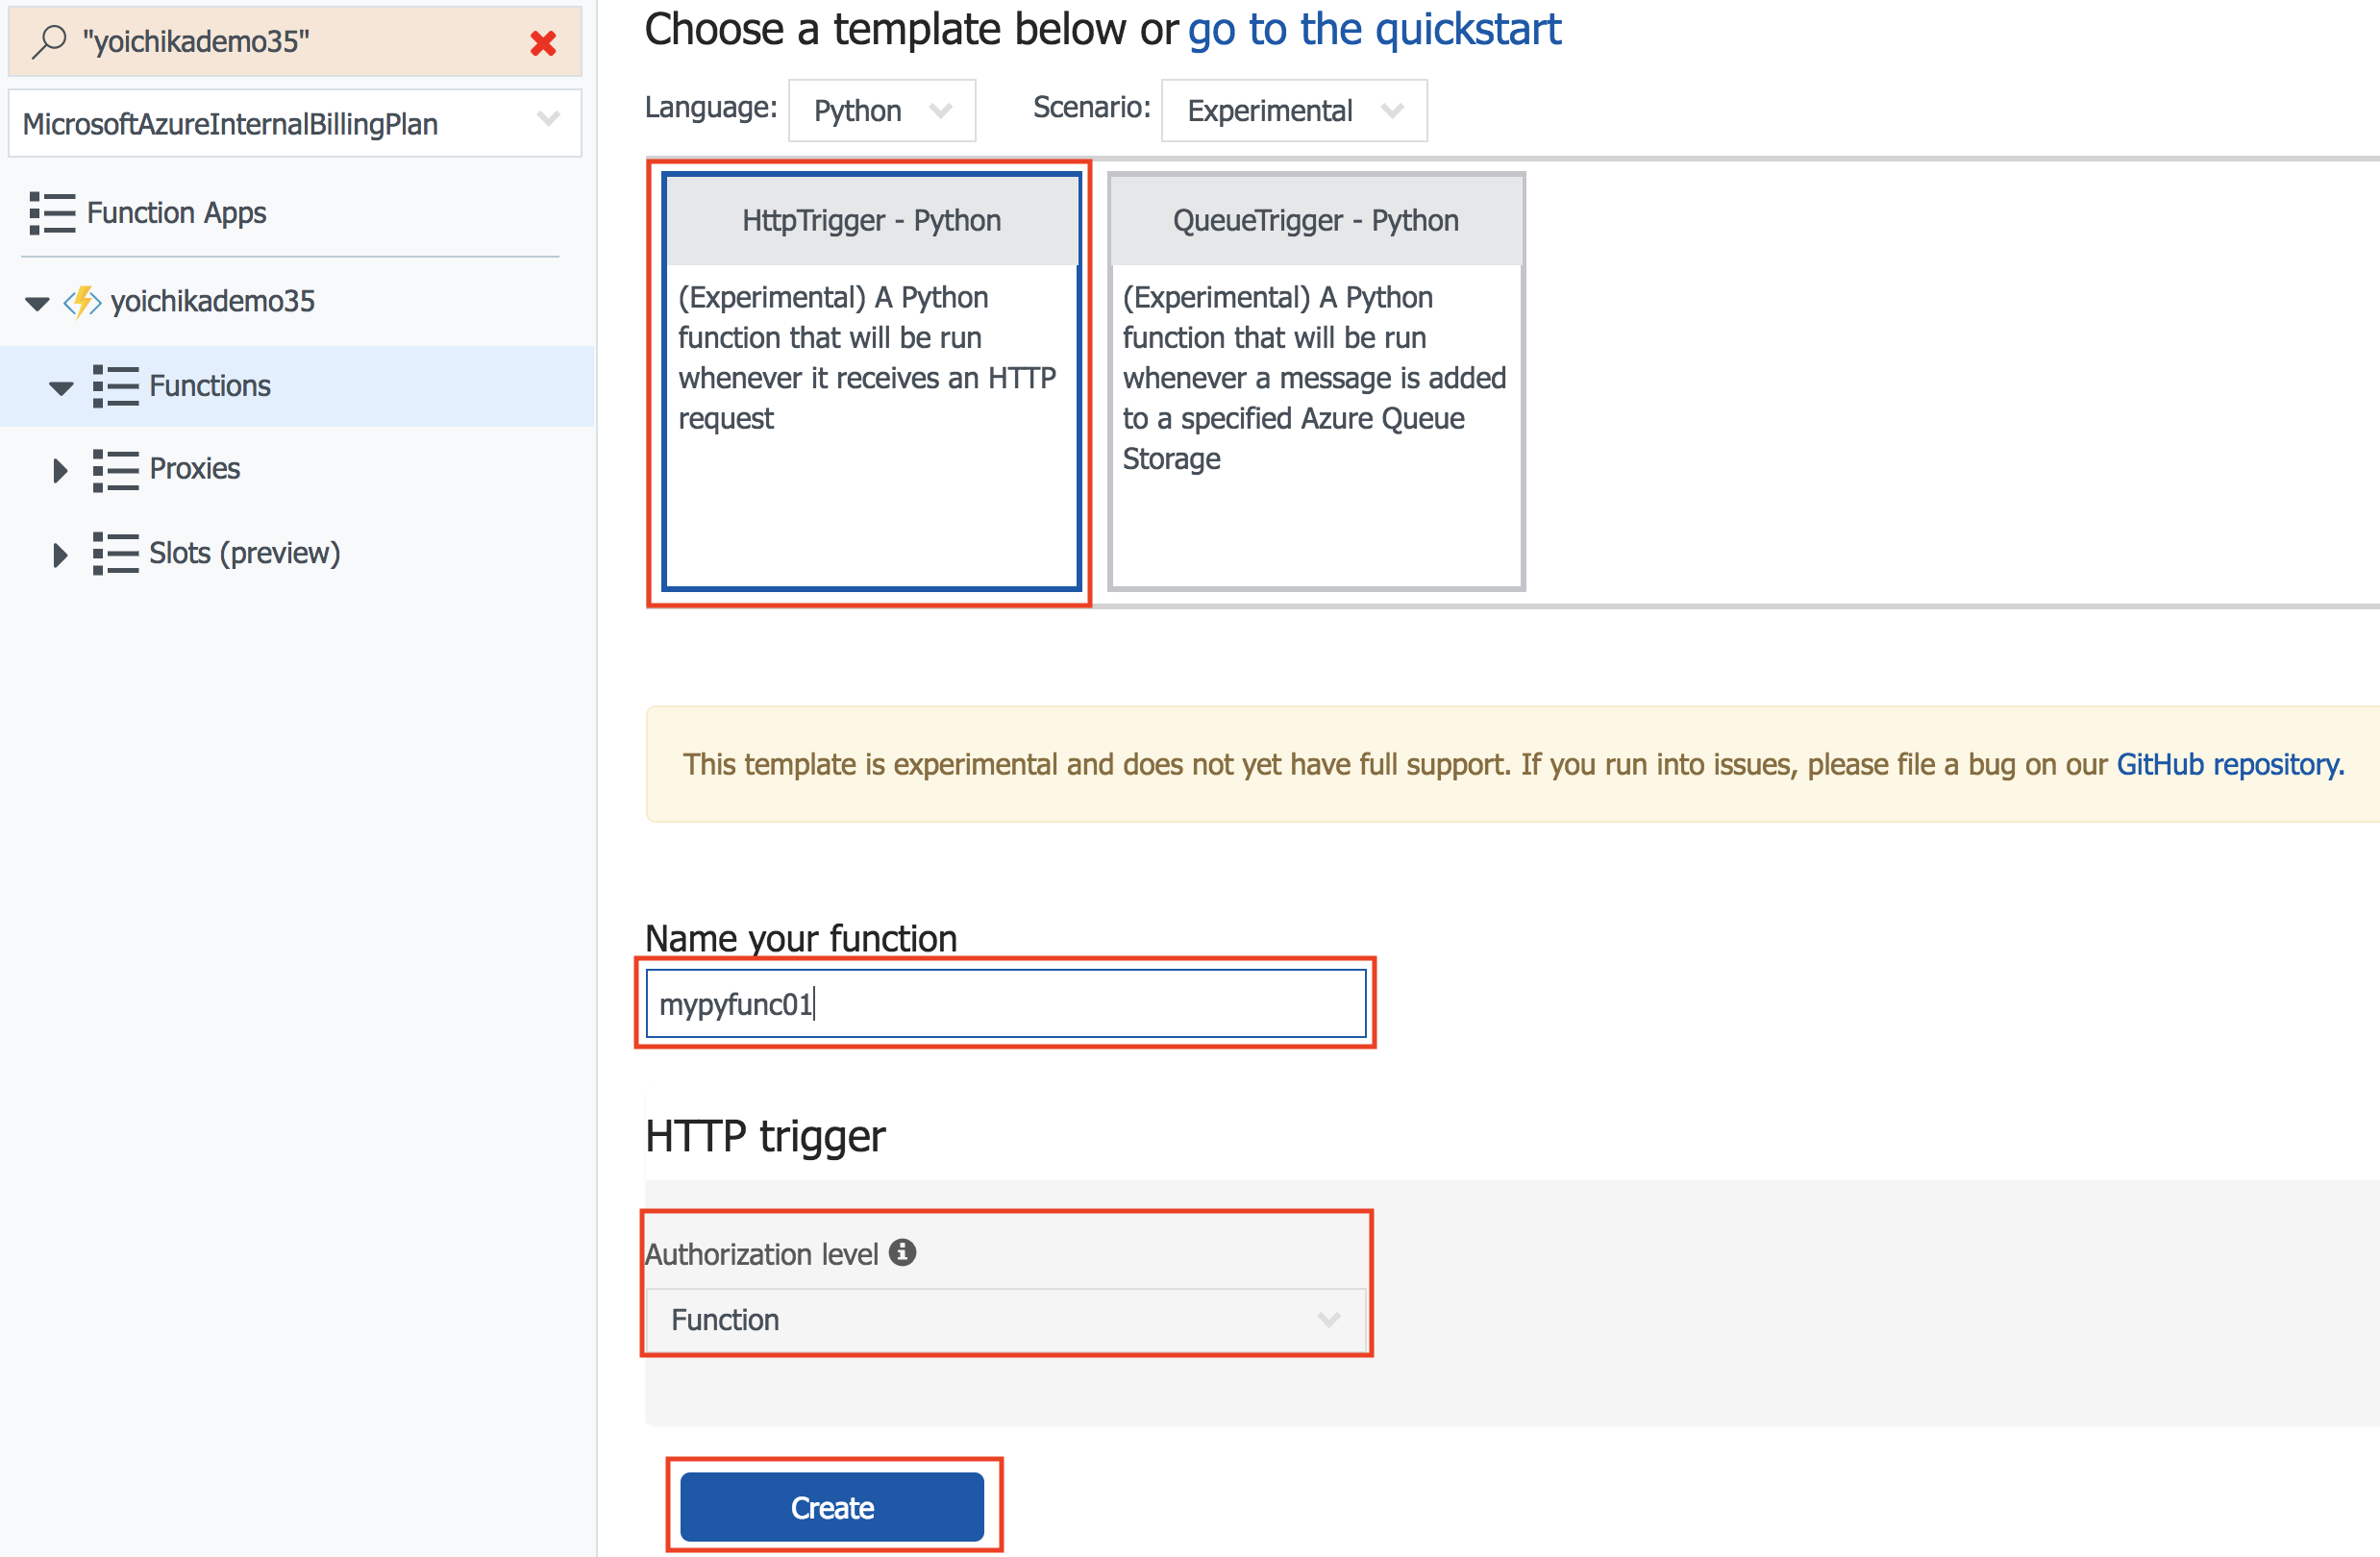 "yoichikademo35"
MicrosoftAzureInternalBillingPlan
Function Apps
yoichikademo35
Functions
Proxies
Slots (preview)
Choose a template below or go to the quickstart
Language: Python Scenario: Experimental
HttpTrigger - Python
(Experimental) A Python
function that will be run
whenever it receives an HTTP
request
QueueTrigger - Python
(Experimental) A Python
function that will be run
whenever a message is added
to a specified Azure Queue
Storage
This template is experimental and does not yet have full support. If you run into issues, please file a bug on our GitHub repository.
Name your function
mypyfunc01
HTTP trigger
Authorization level
Function
Create